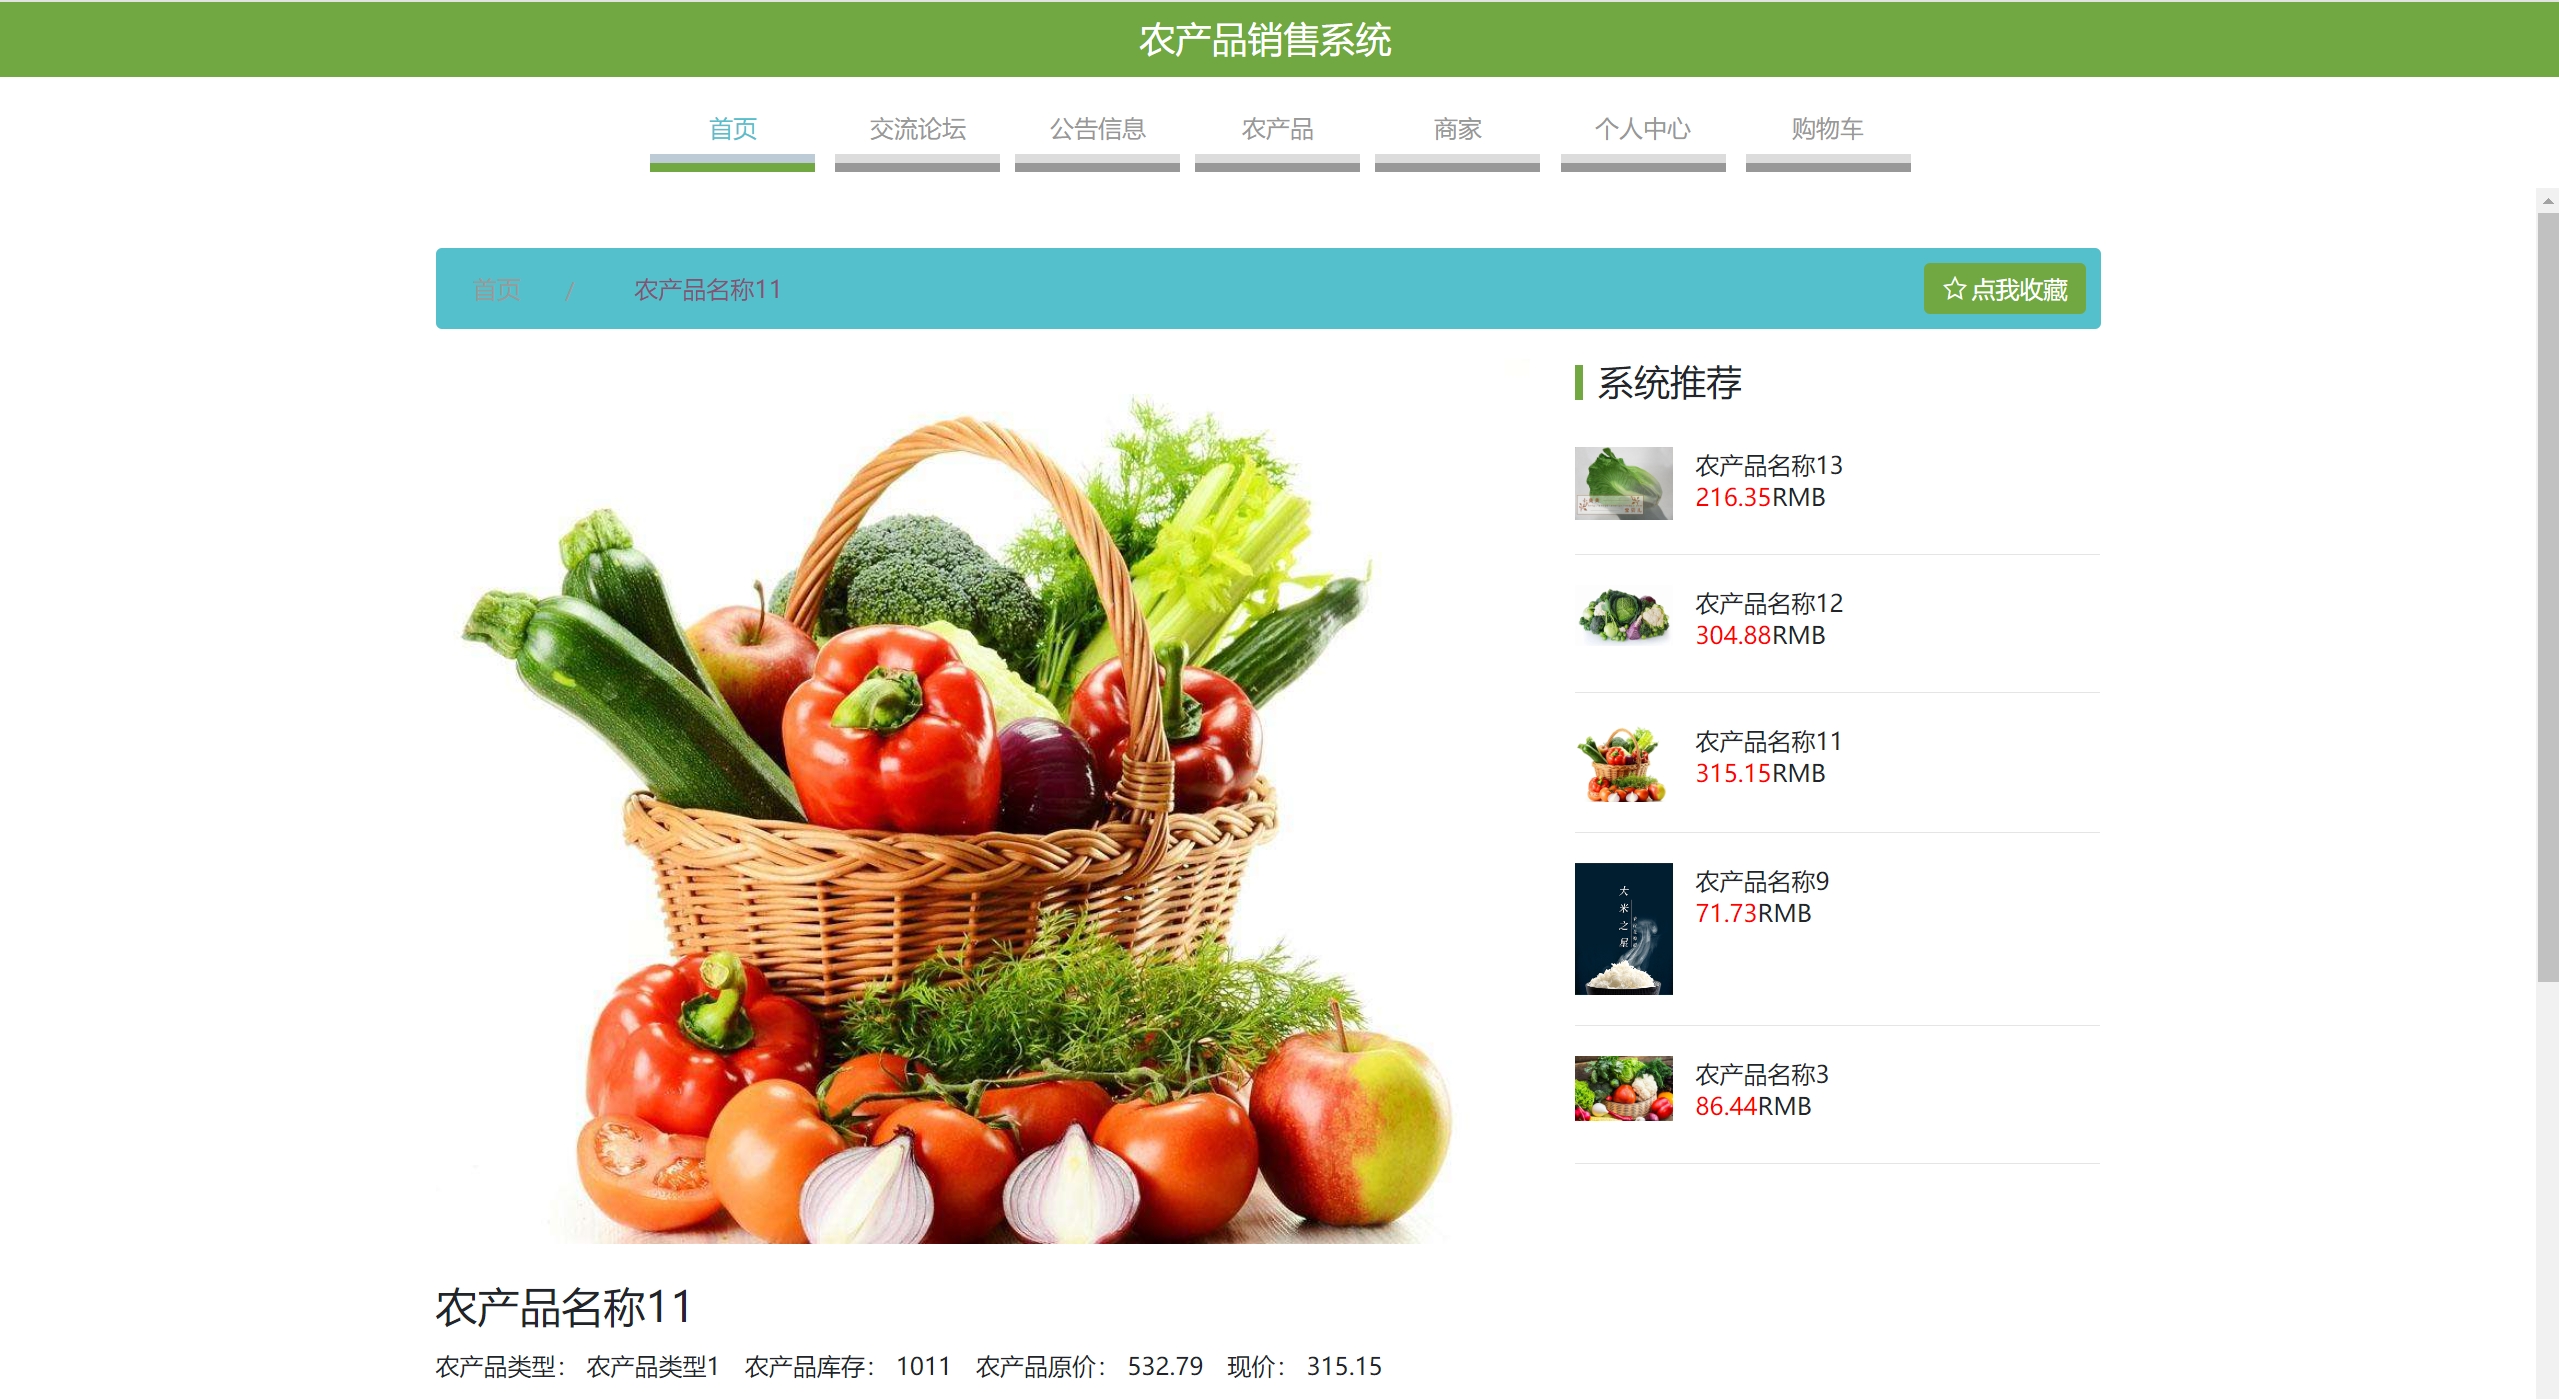 农产品销售系统
首页 交流论坛 公告信息 农产品 商家 个人中心 购物车
首页 / 农产品名称11
点我收藏
系统推荐
农产品名称13
216.35RMB
农产品名称12
304.88RMB
农产品名称11
315.15RMB
农产品名称9
71.73RMB
大米之星
农产品名称3
86.44RMB
农产品名称11
农产品类型： 农产品类型1 农产品库存： 1011 农产品原价： 532.79 现价： 315.15